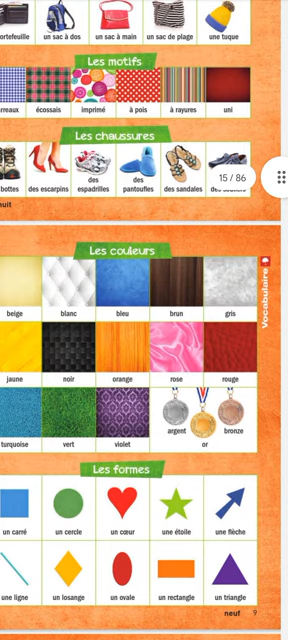 ortefeuille un sac à dos un sac à main un sac de plage une tuque
Les motifs
rreaux écossais imprimé à pois à rayures uni
Les chaussures
bottes des escarpins des espadrilles des pantoufles des sandales
15 / 86
huit
Les couleurs
Vocabulaire
beige blanc bleu brun gris
jaune noir orange rose rouge
turquoise vert violet argent or bronze
Les formes
un carré un cercle un cœur une étoile une flèche
une ligne un losange un ovale un rectangle un triangle
neuf 9